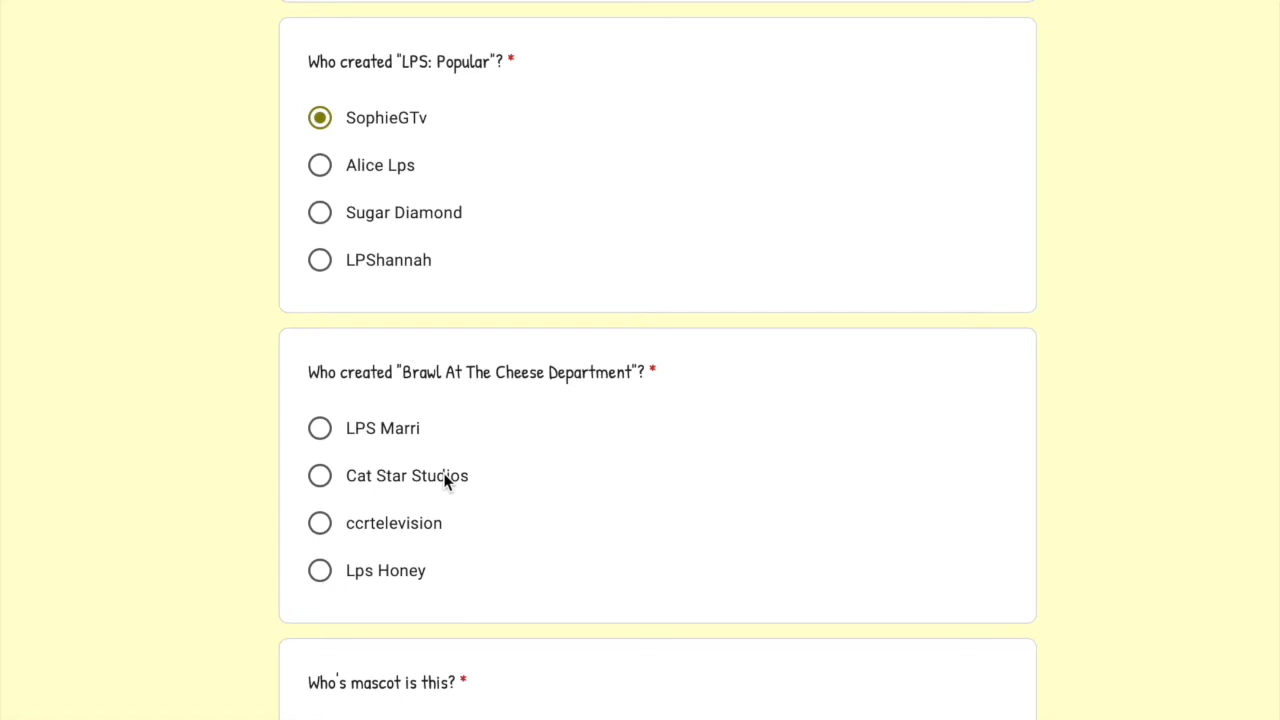 Who created "LPS: Popular"? *
SophieGTv
Alice Lps
Sugar Diamond
LPShannah
Who created "Brawl At The Cheese Department"? *
LPS Marri
Cat Star Studios
ccrtelevision
Lps Honey
Who's mascot is this? *